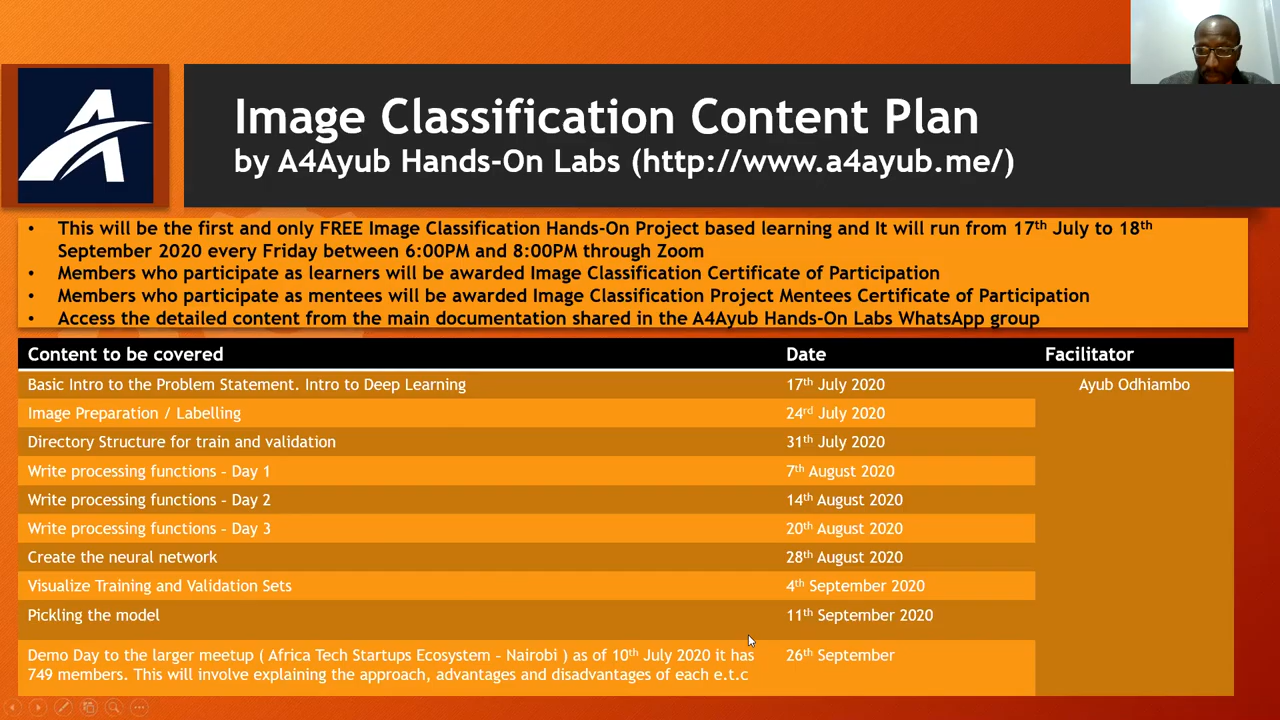 Image Classification Content Plan
by A4Ayub Hands-On Labs (http://www.a4ayub.me/)
• This will be the first and only FREE Image Classification Hands-On Project based learning and It will run from 17th July to 18th
September 2020 every Friday between 6:00PM and 8:00PM through Zoom
• Members who participate as learners will be awarded Image Classification Certificate of Participation
• Members who participate as mentees will be awarded Image Classification Project Mentees Certificate of Participation
• Access the detailed content from the main documentation shared in the A4Ayub Hands-On Labs WhatsApp group
Content to be covered Date Facilitator
Basic Intro to the Problem Statement. Intro to Deep Learning 17th July 2020 Ayub Odhiambo
Image Preparation / Labelling 24rd July 2020
Directory Structure for train and validation 31th July 2020
Write processing functions – Day 1 7th August 2020
Write processing functions – Day 2 14th August 2020
Write processing functions – Day 3 20th August 2020
Create the neural network 28th August 2020
Visualize Training and Validation Sets 4th September 2020
Pickling the model 11th September 2020
Demo Day to the larger meetup ( Africa Tech Startups Ecosystem – Nairobi ) as of 10th July 2020 it has 26th September
749 members. This will involve explaining the approach, advantages and disadvantages of each e.t.c